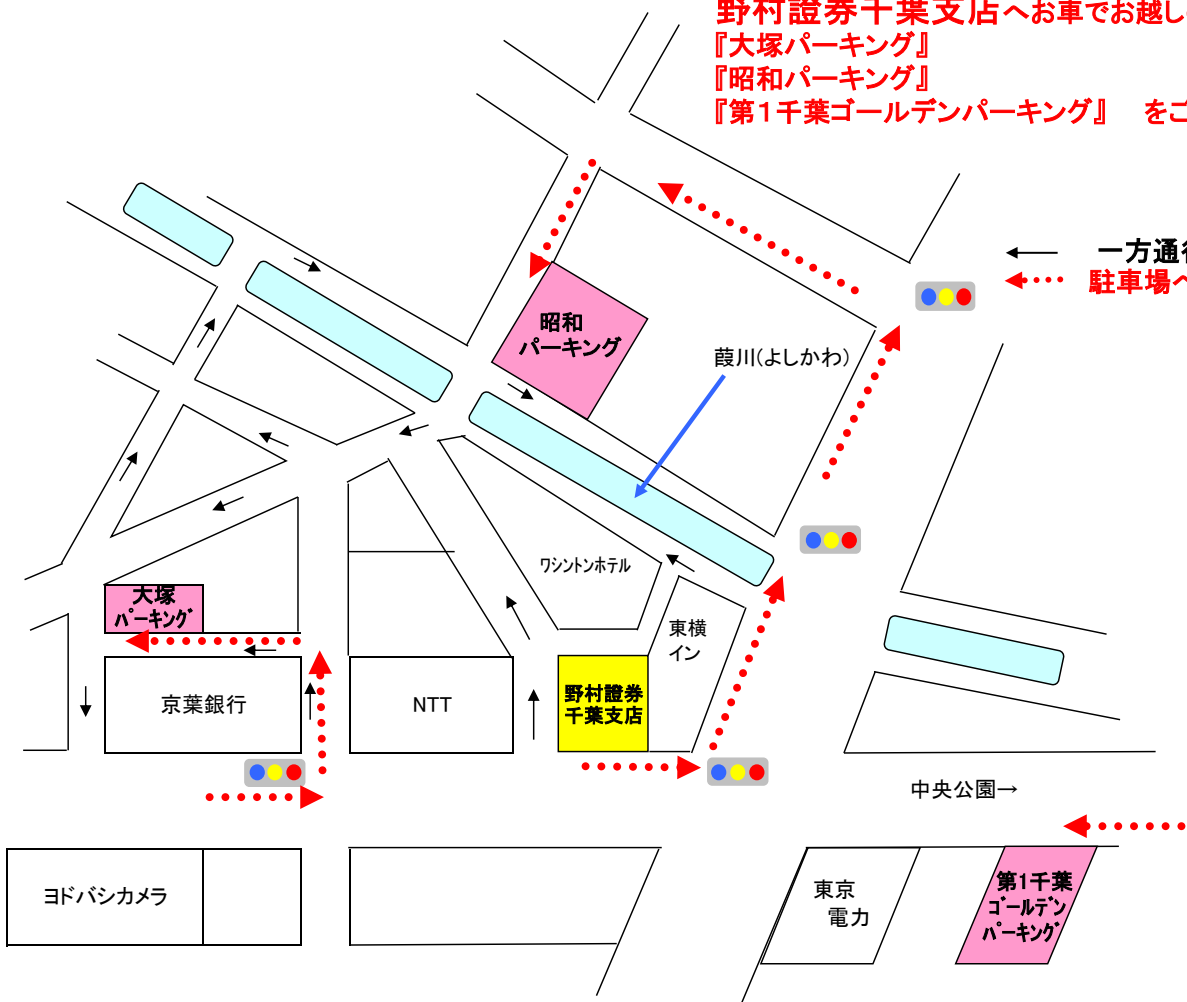 野村證券千葉支店へお車でお越し
『大塚パーキング』
『昭和パーキング』
『第1千葉ゴールデンパーキング』　をご
一方通行
駐車場へ
昭和
パーキング
葭川(よしかわ)
ワシントンホテル
大塚
パーキング
東横
イン
京葉銀行
NTT
野村證券
千葉支店
中央公園→
ヨドバシカメラ
東京
電力
第1千葉
ゴールデン
パーキング